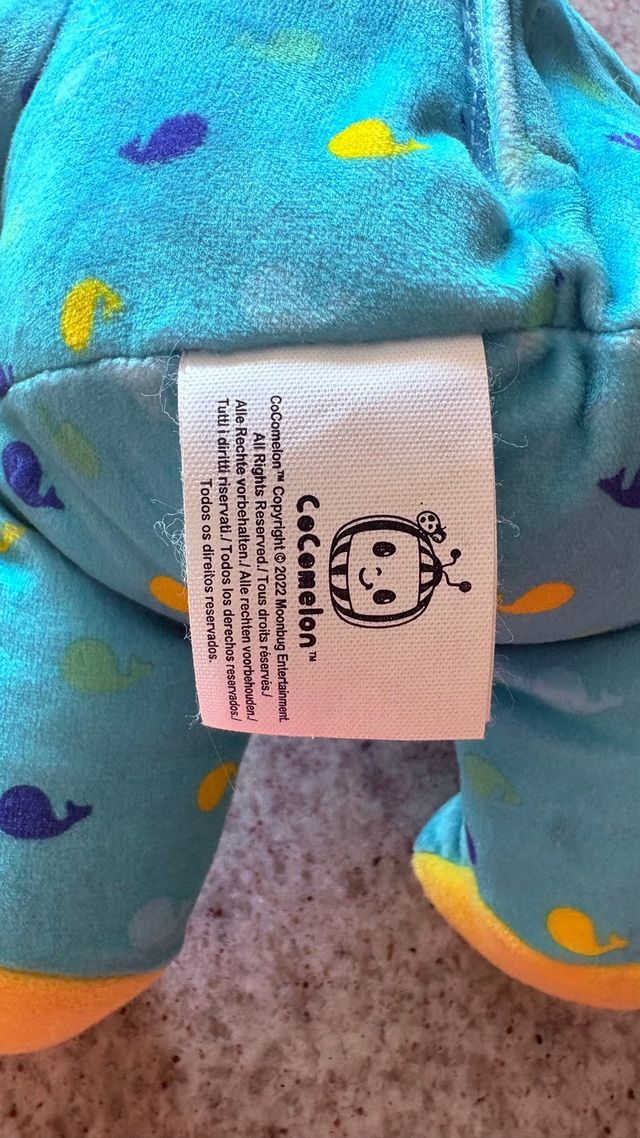 CoComelon™
CoComelon™ Copyright © 2022 Moonbug Entertainment.
All Rights Reserved./ Tous droits réservés./
Alle Rechte vorbehalten./ Alle rechten voorbehouden./
Tutti i diritti riservati./ Todos los derechos reservados./
Todos os direitos reservados.